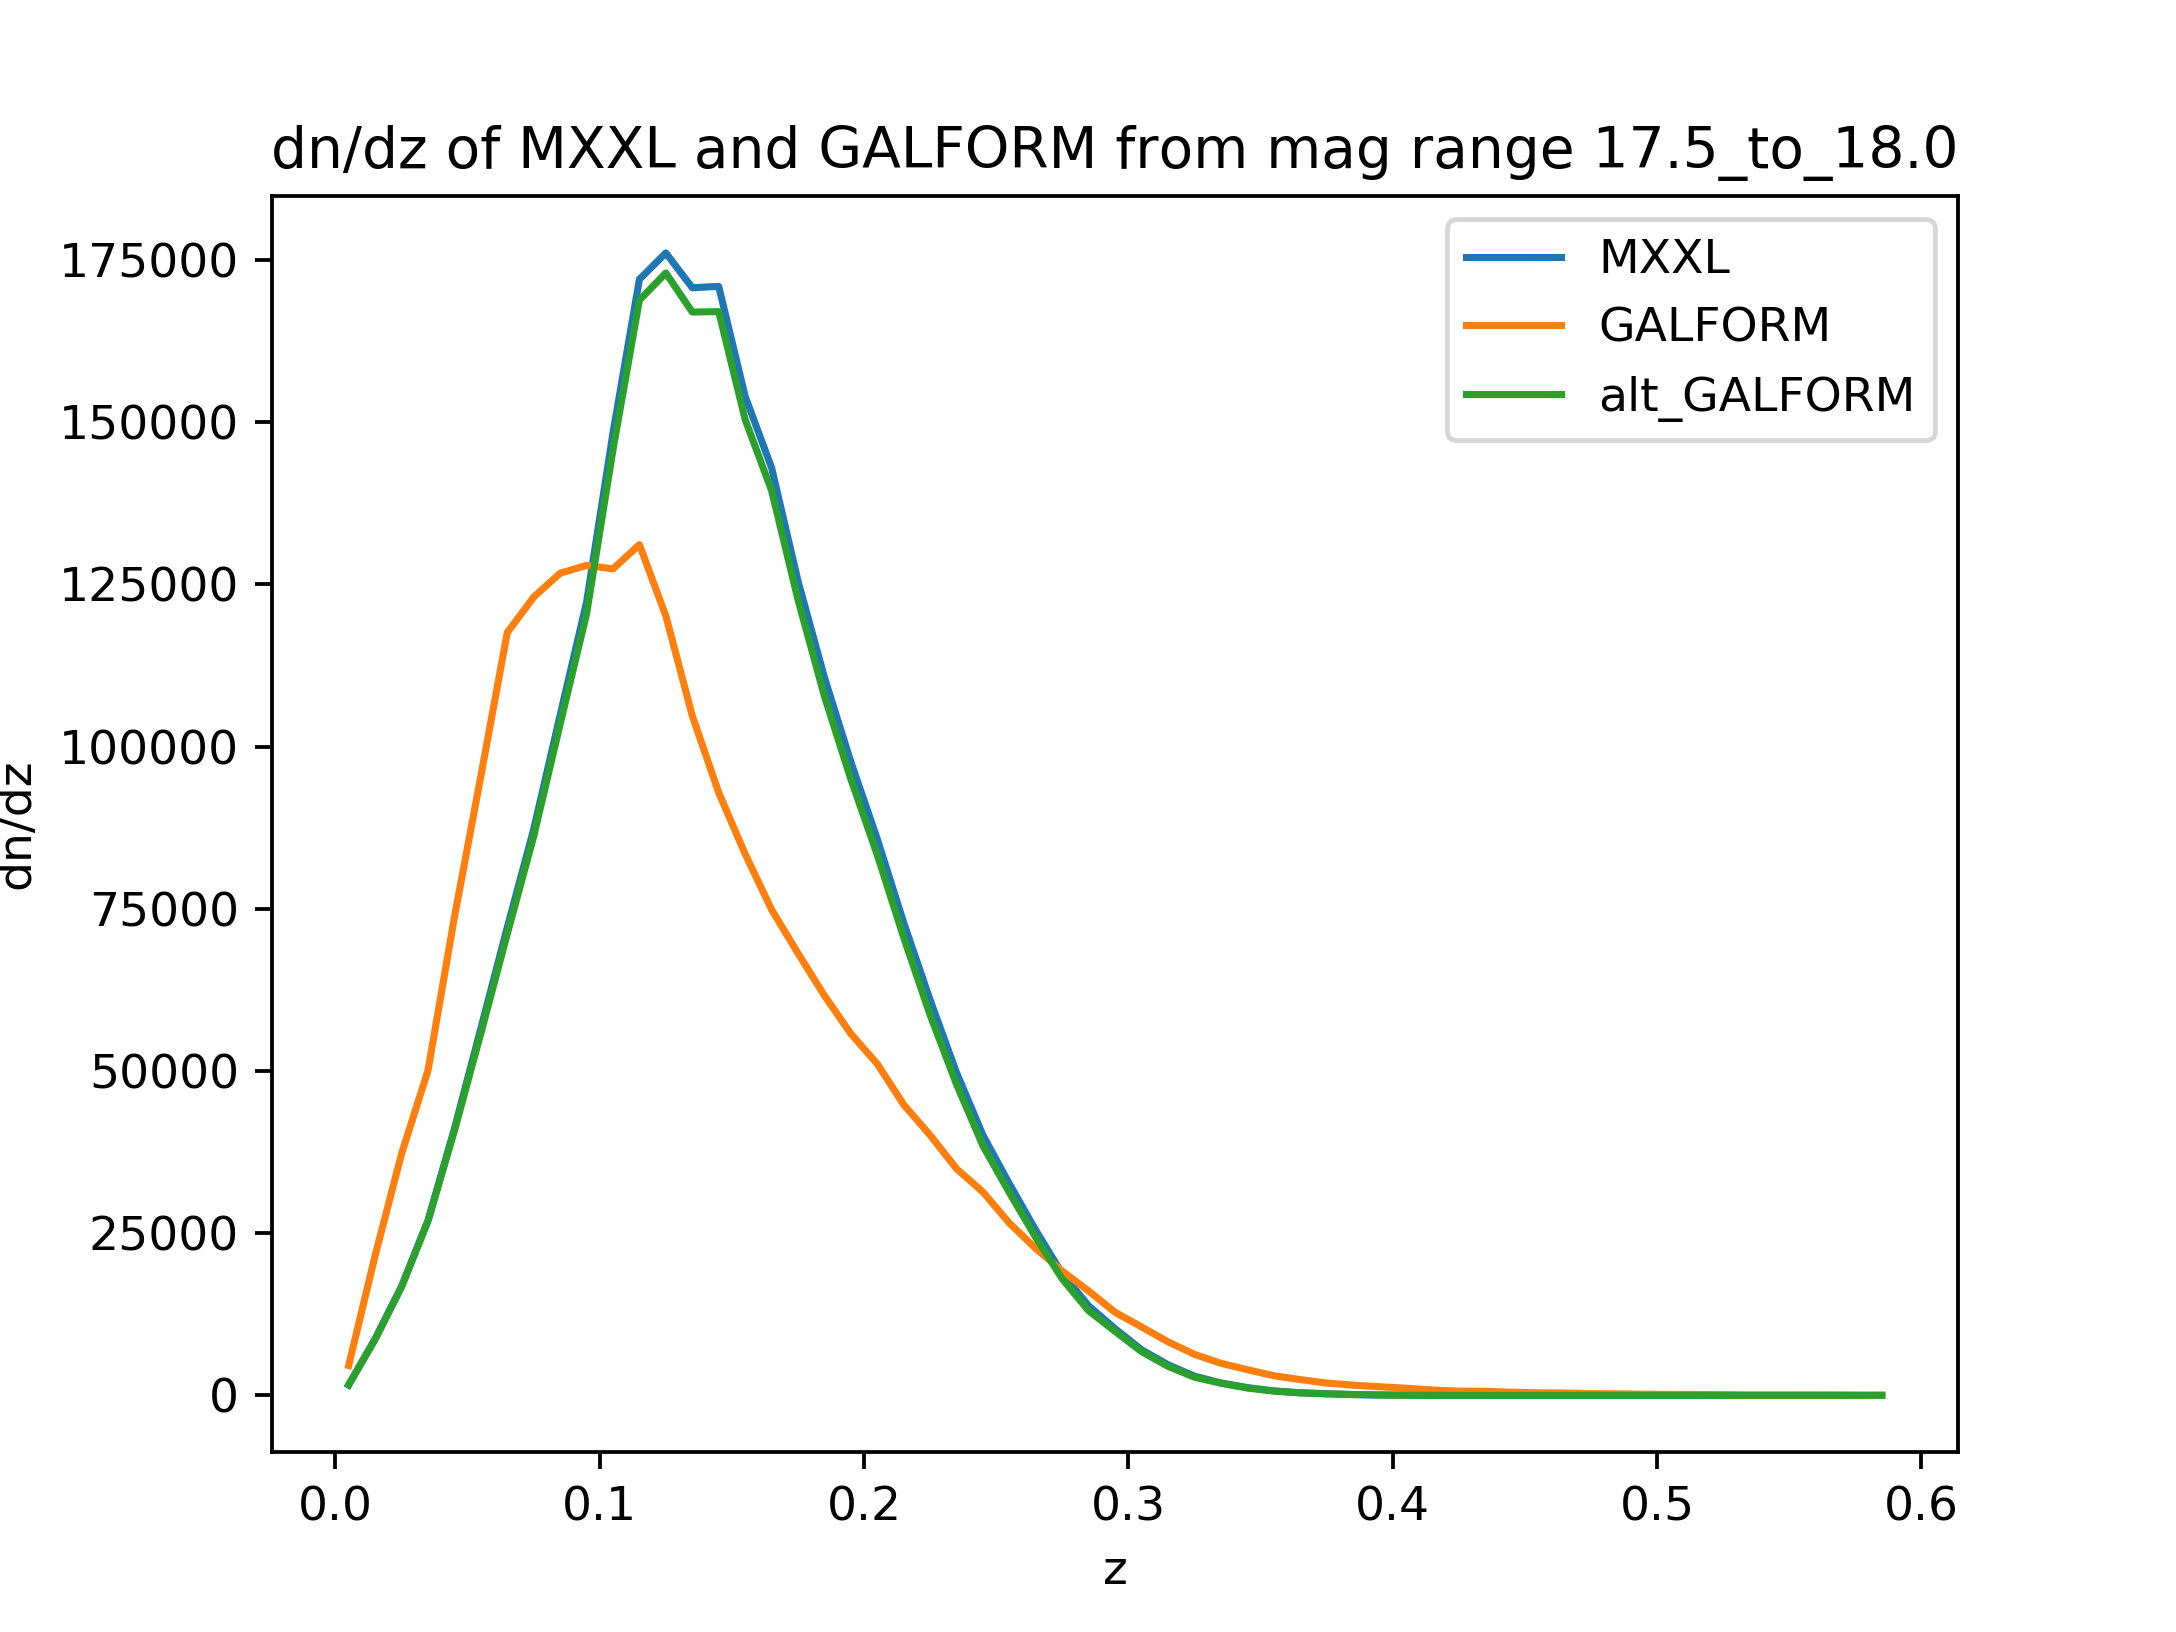 dn/dz of MXXL and GALFORM from mag range 17.5_to_18.0
MXXL
GALFORM
alt_GALFORM
175000
150000
125000
100000
75000
50000
25000
0
dn/dz
0.0 0.1 0.2 0.3 0.4 0.5 0.6
z